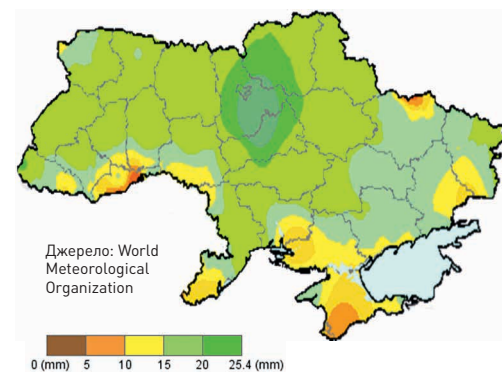 Джерело: World
Meteorological
Organization
0 (mm) 5 10 15 20 25.4 (mm)